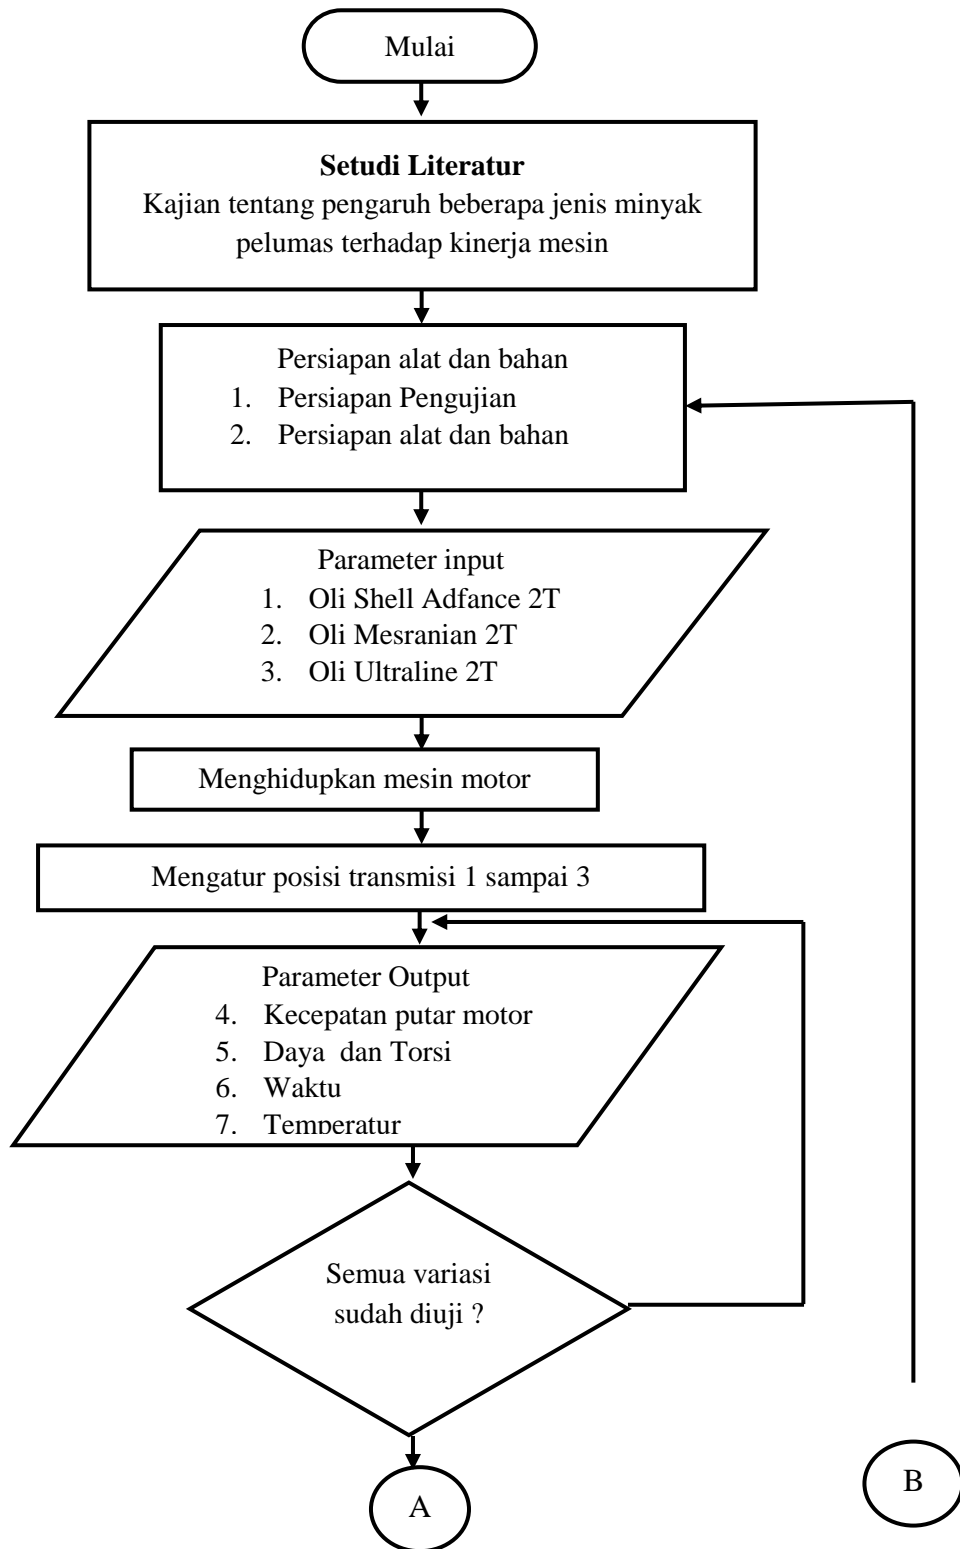 Mulai
Setudi Literatur
Kajian tentang pengaruh beberapa jenis minyak
pelumas terhadap kinerja mesin
Persiapan alat dan bahan
1. Persiapan Pengujian
2. Persiapan alat dan bahan
Parameter input
1. Oli Shell Adfance 2T
2. Oli Mesranian 2T
3. Oli Ultraline 2T
Menghidupkan mesin motor
Mengatur posisi transmisi 1 sampai 3
Parameter Output
4. Kecepatan putar motor
5. Daya dan Torsi
6. Waktu
7. Temperatur
Semua variasi
sudah diuji ?
A
B